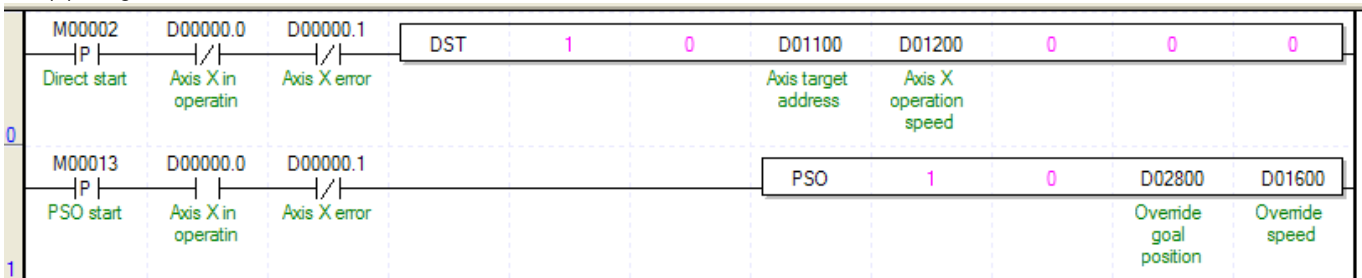 M00002 D00000.0 D00000.1
P / / DST 1 0 D01100 D01200 0 0 0
Direct start Axis X in Axis X error Axis target Axis X
operatin address operation
speed
0
M00013 D00000.0 D00000.1
P / PSO 1 0 D02800 D01600
PSO start Axis X in Axis X error Override Override
operatin goal speed
position
1